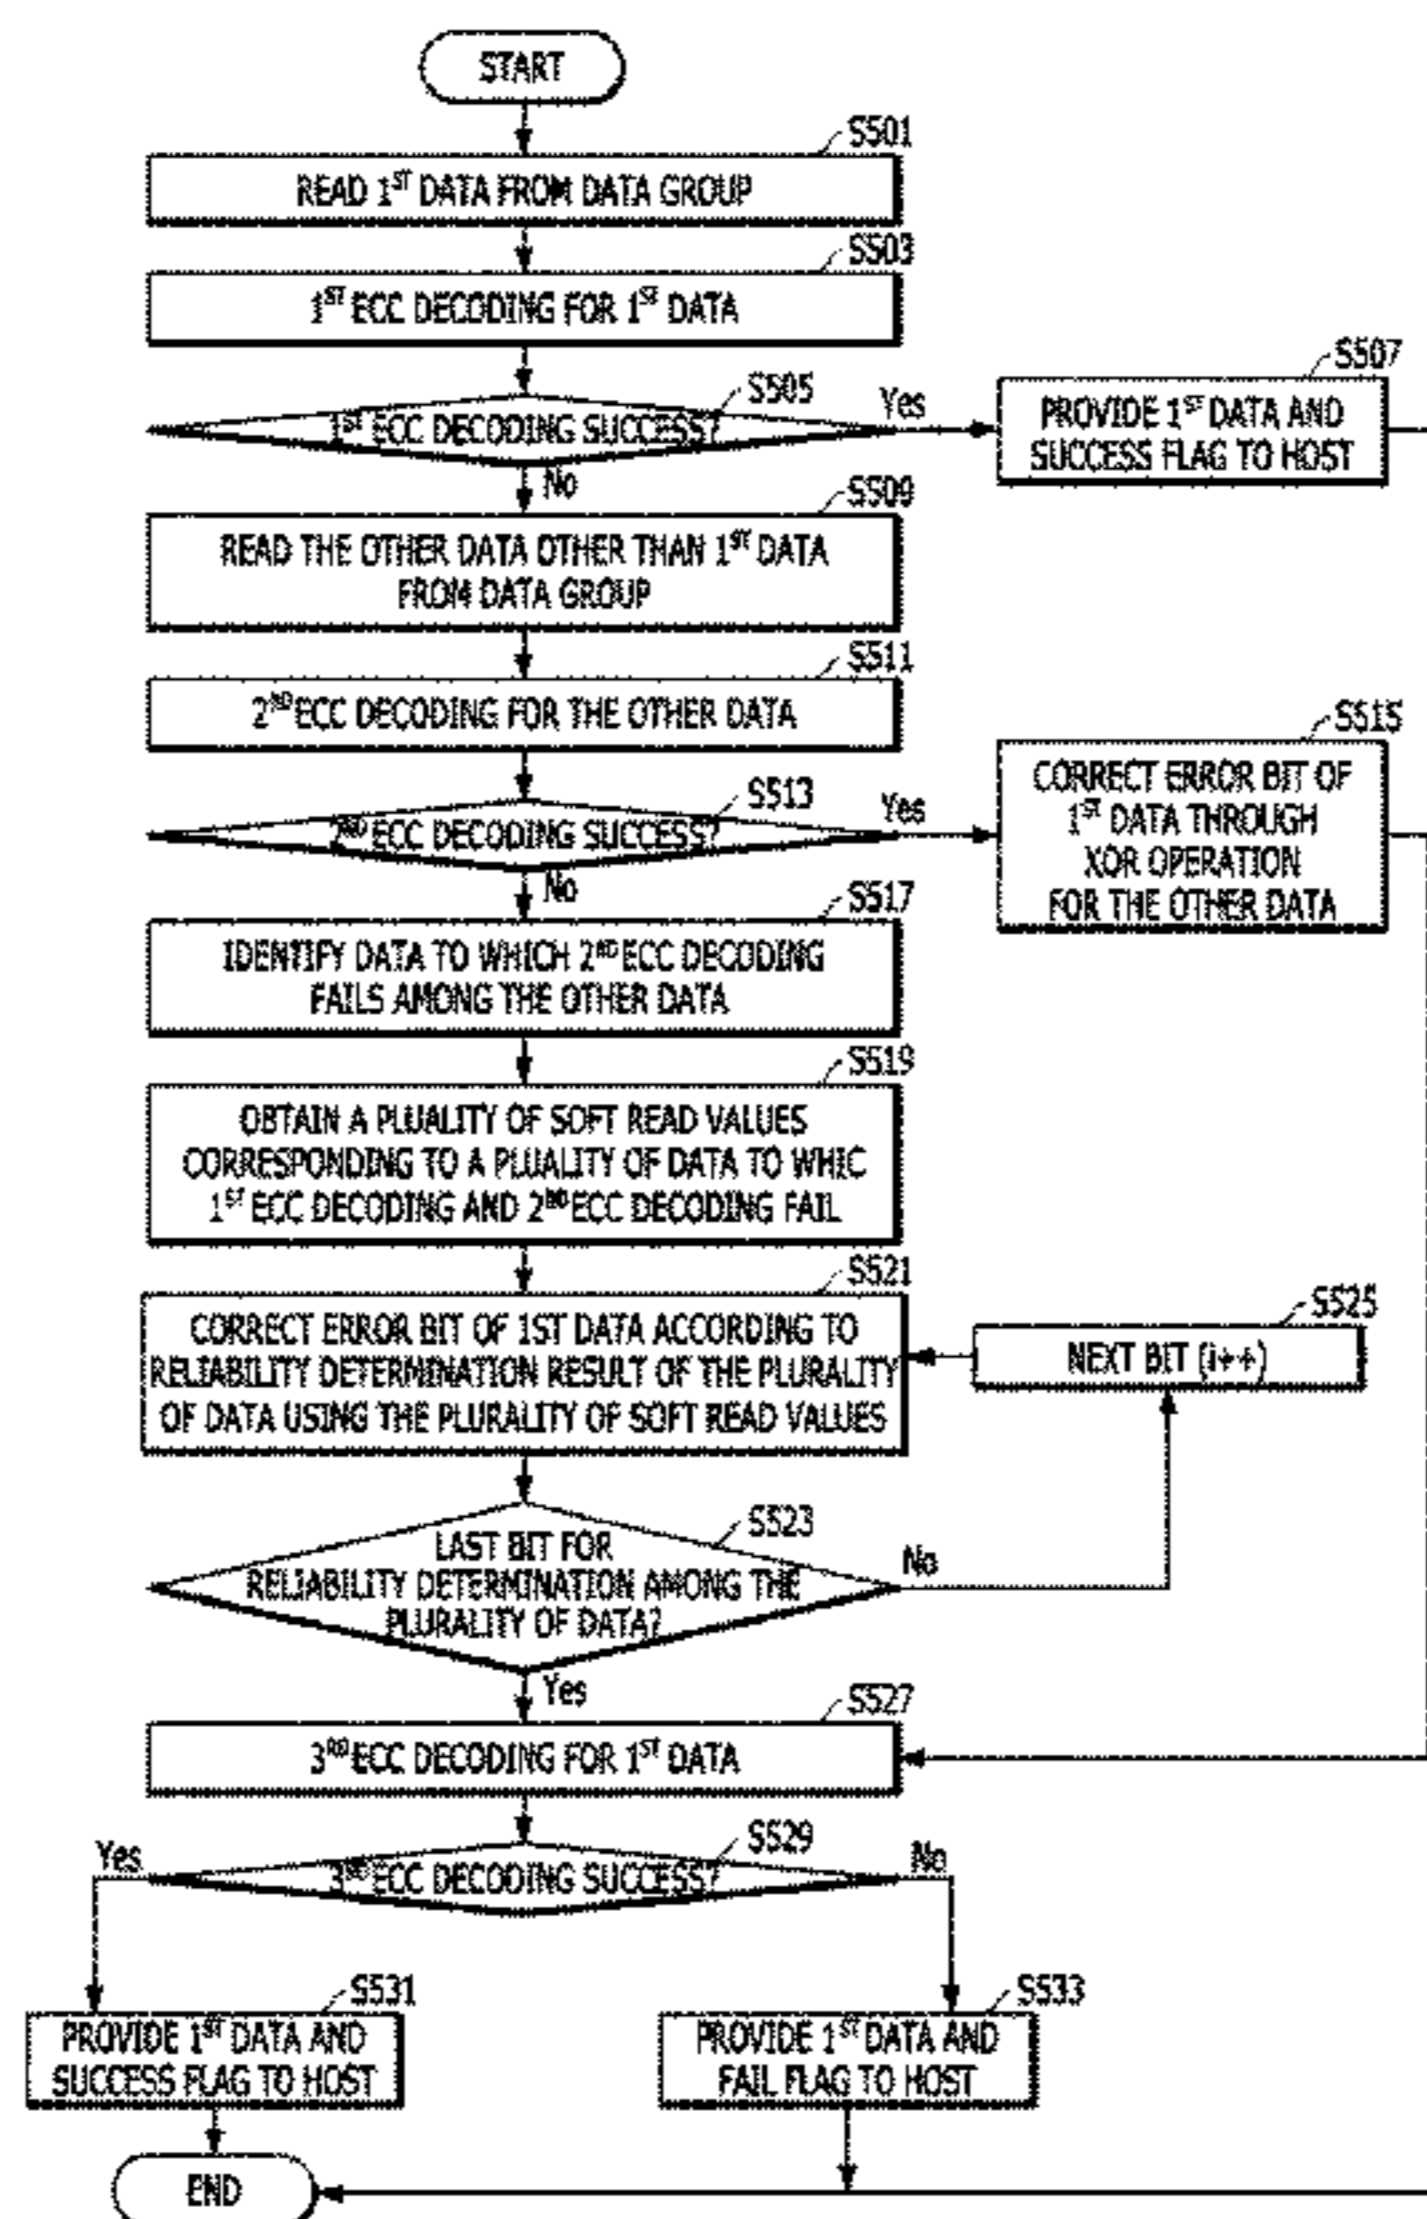 START
S501
READ 1ST DATA FROM DATA GROUP
S503
1ST ECC DECODING FOR 1ST DATA
S505
1ST ECC DECODING SUCCESS?
Yes
No
S507
PROVIDE 1ST DATA AND
SUCCESS FLAG TO HOST
S509
READ THE OTHER DATA OTHER THAN 1ST DATA
FROM DATA GROUP
S511
2ND ECC DECODING FOR THE OTHER DATA
S513
2ND ECC DECODING SUCCESS?
Yes
No
S515
CORRECT ERROR BIT OF
1ST DATA THROUGH
XOR OPERATION
FOR THE OTHER DATA
S517
IDENTIFY DATA TO WHICH 2ND ECC DECODING
FAILS AMONG THE OTHER DATA
S519
OBTAIN A PLUALITY OF SOFT READ VALUES
CORRESPONDING TO A PLUALITY OF DATA TO WHIC
1ST ECC DECODING AND 2ND ECC DECODING FAIL
S521
CORRECT ERROR BIT OF 1ST DATA ACCORDING TO
RELIABILITY DETERMINATION RESULT OF THE PLURALITY
OF DATA USING THE PLURALITY OF SOFT READ VALUES
S525
NEXT BIT (i++)
S523
LAST BIT FOR
RELIABILITY DETERMINATION AMONG THE
PLURALITY OF DATA?
No
Yes
S527
3RD ECC DECODING FOR 1ST DATA
S529
3RD ECC DECODING SUCCESS?
Yes
No
S531
PROVIDE 1ST DATA AND
SUCCESS FLAG TO HOST
S533
PROVIDE 1ST DATA AND
FAIL FLAG TO HOST
END